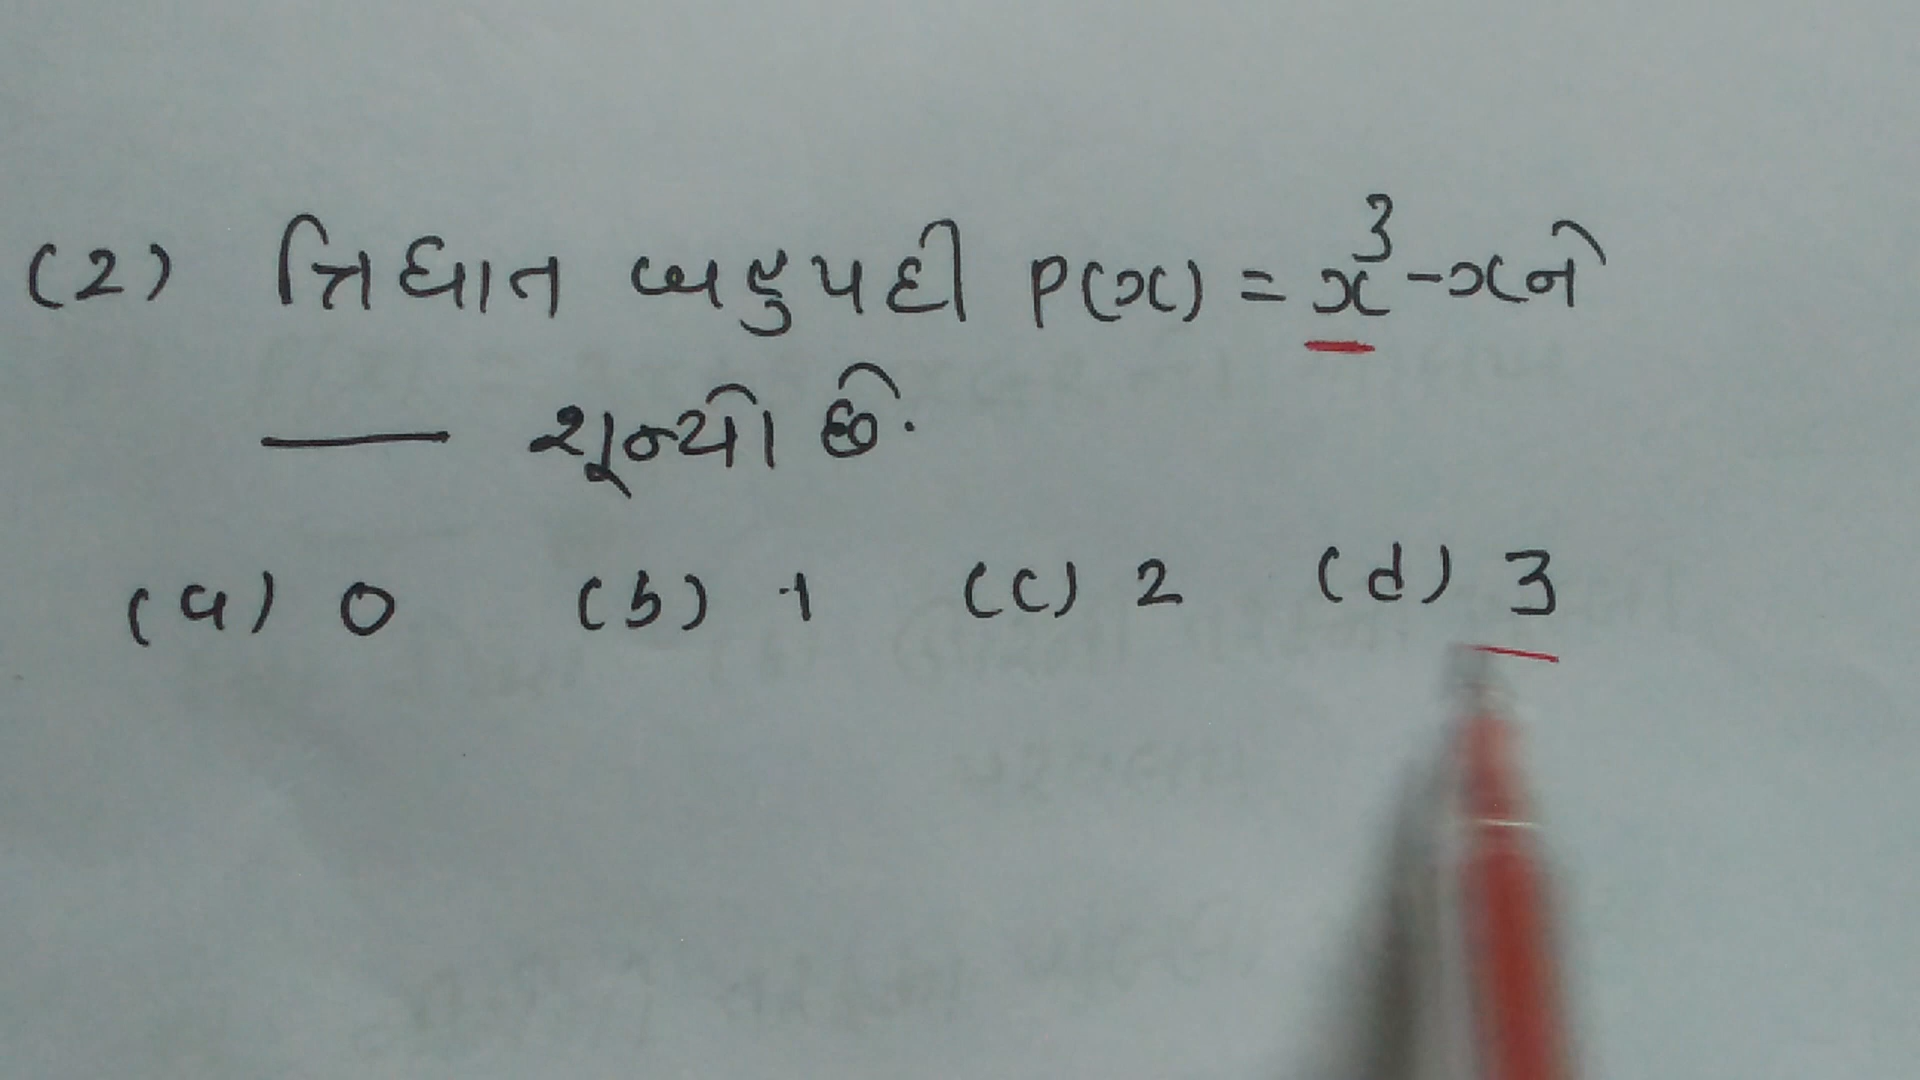 (2) ત્રિઘાત બહુપદી P(x) = x³ - xને
— શૂન્યો છે.
(a) 0 (b) 1 (c) 2 (d) 3